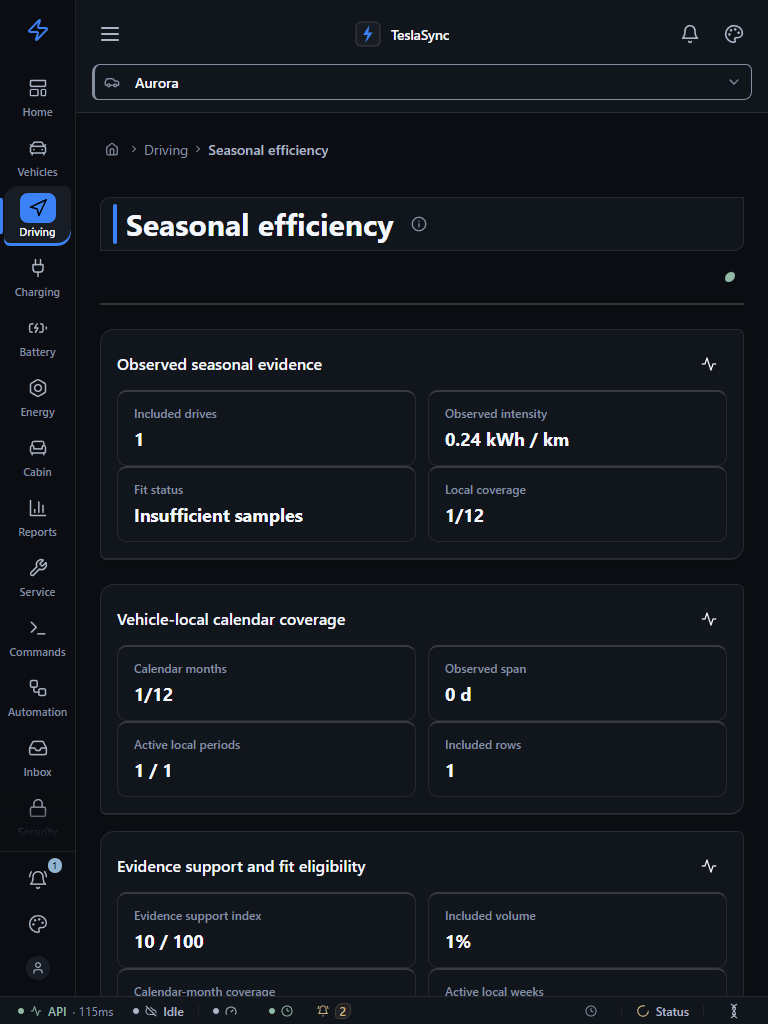 TeslaSync
Aurora
Home
Vehicles
Driving
Charging
Battery
Energy
Cabin
Reports
Service
Commands
Automation
Inbox
Security
1
Driving
Seasonal efficiency
Seasonal efficiency
Observed seasonal evidence
Included drives
1
Observed intensity
0.24 kWh / km
Fit status
Insufficient samples
Local coverage
1/12
Vehicle-local calendar coverage
Calendar months
1/12
Observed span
0 d
Active local periods
1 / 1
Included rows
1
Evidence support and fit eligibility
Evidence support index
10 / 100
Included volume
1%
Calendar-month coverage
Active local weeks
API · 115ms
Idle
2
Status